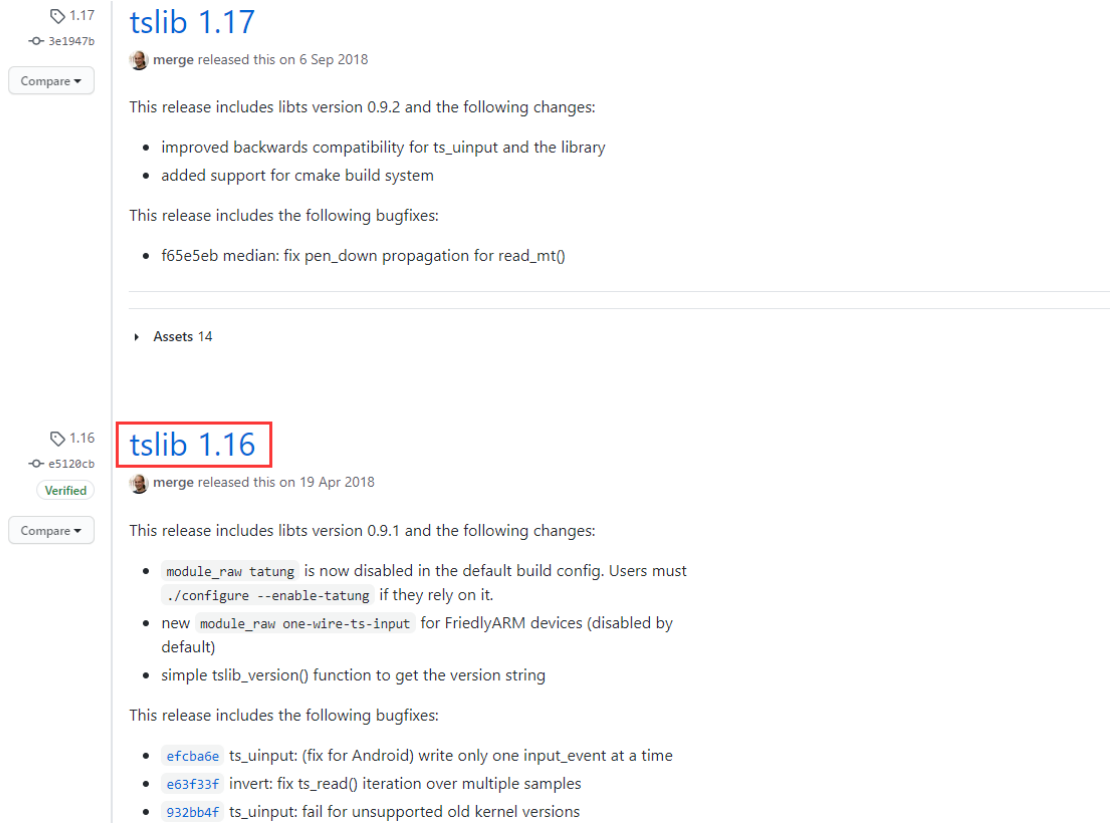 1.17
3e1947b
Compare
tslib 1.17
merge released this on 6 Sep 2018
This release includes libts version 0.9.2 and the following changes:
improved backwards compatibility for ts_uinput and the library
added support for cmake build system
This release includes the following bugfixes:
f65e5eb median: fix pen_down propagation for read_mt()
Assets 14
1.16
e5120cb
Verified
Compare
tslib 1.16
merge released this on 19 Apr 2018
This release includes libts version 0.9.1 and the following changes:
module_raw tatung is now disabled in the default build config. Users must
./configure --enable-tatung if they rely on it.
new module_raw one-wire-ts-input for FriedlyARM devices (disabled by
default)
simple tslib_version() function to get the version string
This release includes the following bugfixes:
efcba6e ts_uinput: (fix for Android) write only one input_event at a time
e63f33f invert: fix ts_read() iteration over multiple samples
932bb4f ts_uinput: fail for unsupported old kernel versions